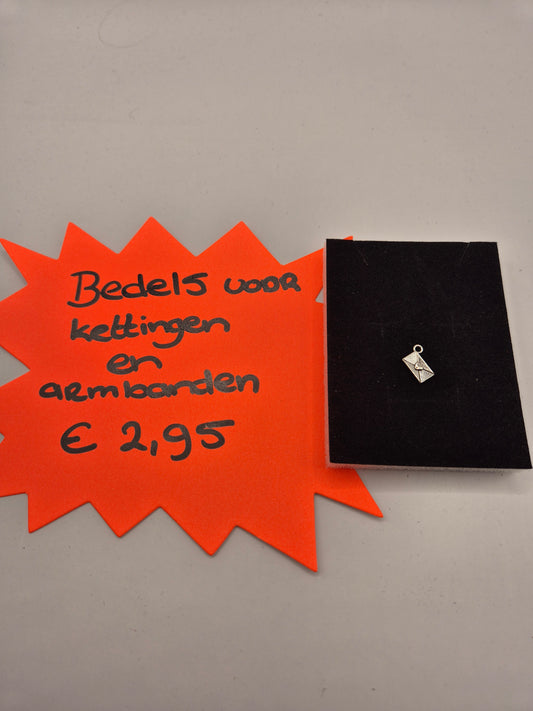 Bedels voor
kettingen
en
armbanden
€ 2,95